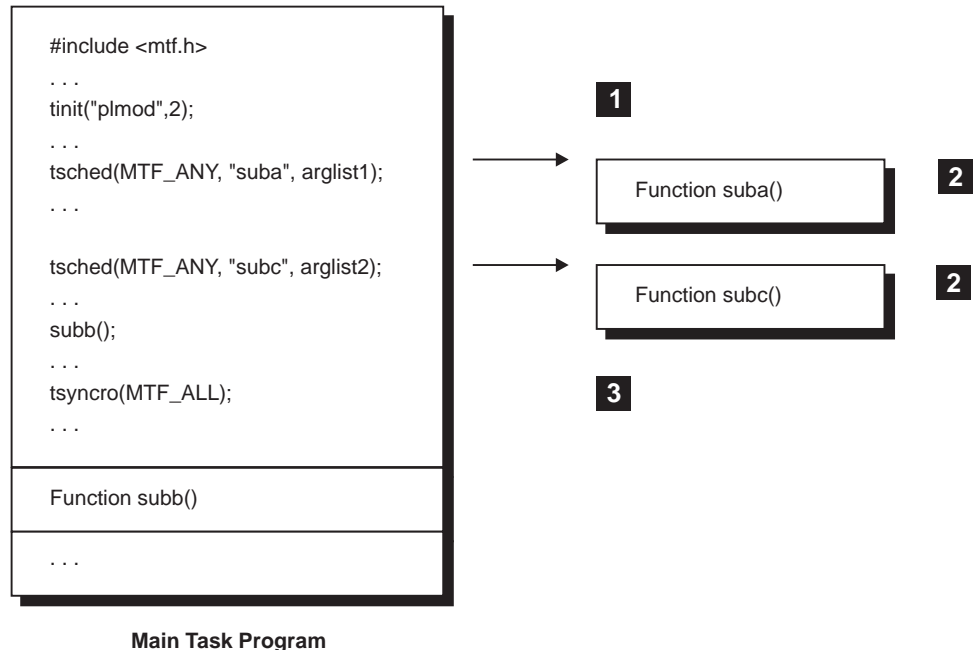 #include <mtf.h>
. . .
tinit("plmod",2);
1
. . .
tsched(MTF_ANY, "suba", arglist1);
Function suba()
2
. . .
tsched(MTF_ANY, "subc", arglist2);
Function subc()
2
. . .
subb();
. . .
tsyncro(MTF_ALL);
3
. . .
Function subb()
. . .
Main Task Program